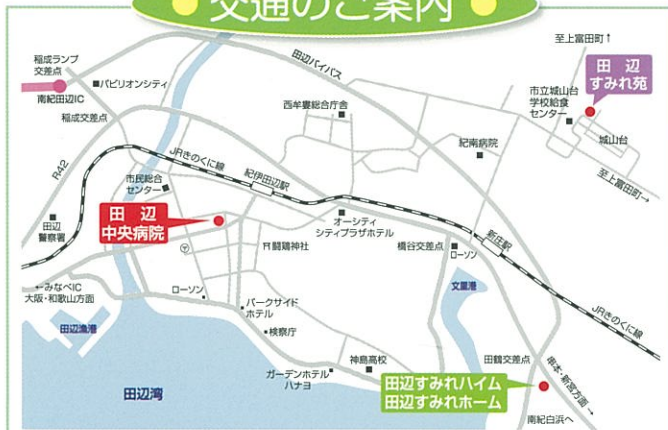 交通のご案内
至上富田町↑
稲成ランプ
交差点
田辺バイパス
田辺
すみれ苑
パビリオンシティ
南紀田辺IC
西牟婁総合庁舎
市立城山台
学校給食
センター
稲成交差点
紀南病院
城山台
JRきのくに線
R42
紀伊田辺駅
至上富田町→
市民総合
センター
田辺
警察署
田辺
中央病院
オーシティ
シティプラザホテル
新庄駅
闘鶏神社
橋谷交差点
ローソン
←みなべIC
大阪・和歌山方面
ローソン
文里港
パークサイド
ホテル
JRきのくに線
田辺漁港
検察庁
神島高校
田鶴交差点
串本・新宮方面→
ガーデンホテル
ハナヨ
田辺湾
田辺すみれハイム
田辺すみれホーム
南紀白浜へ